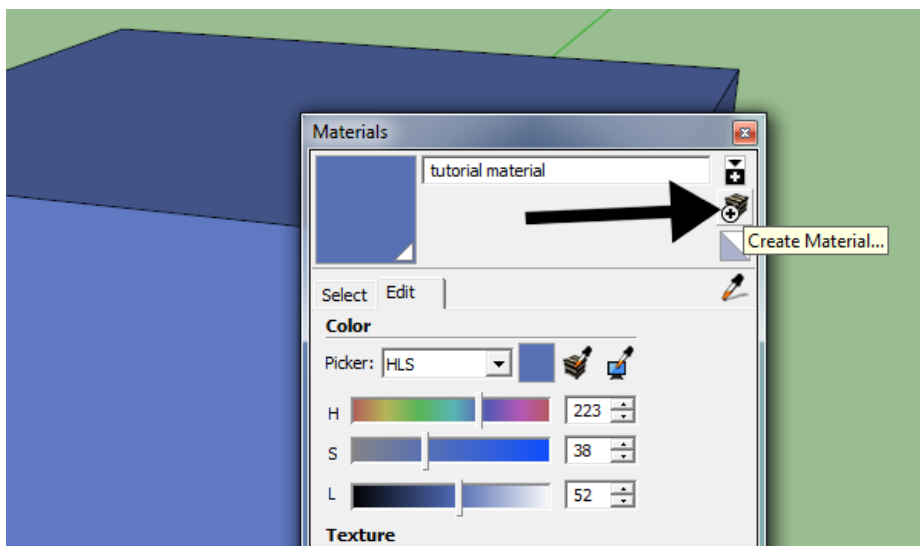 Materials
tutorial material
Create Material...
Select Edit
Color
Picker: HLS
H 223
S 38
L 52
Texture